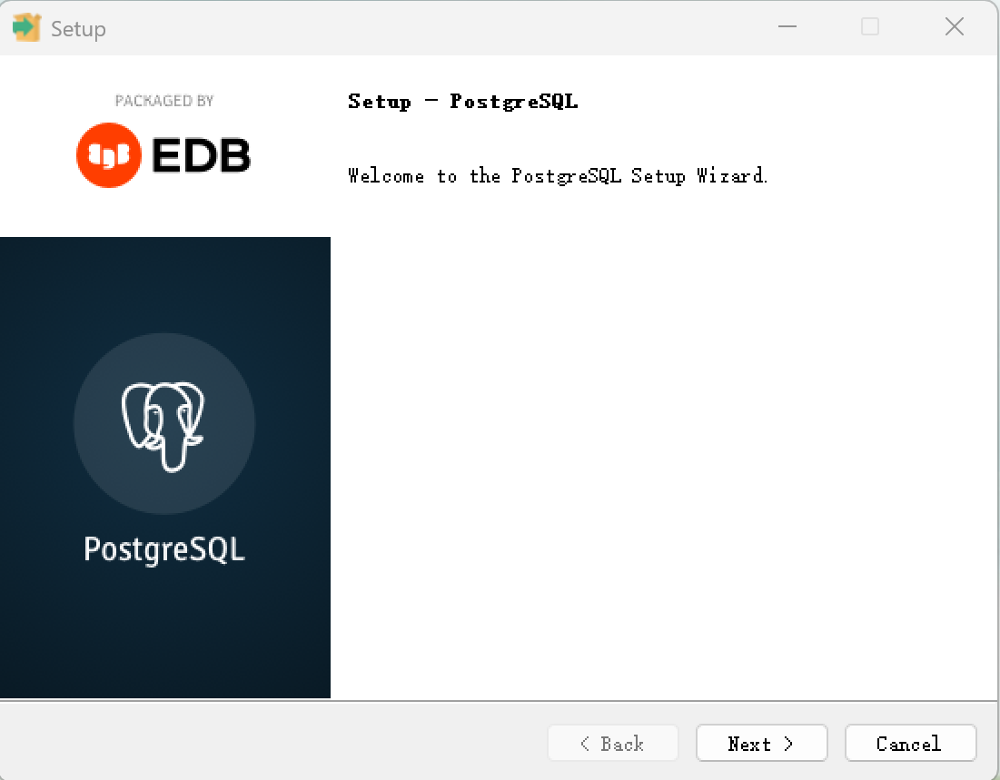 Setup
PACKAGED BY
EDB
Setup - PostgreSQL
Welcome to the PostgreSQL Setup Wizard.
PostgreSQL
< Back
Next >
Cancel